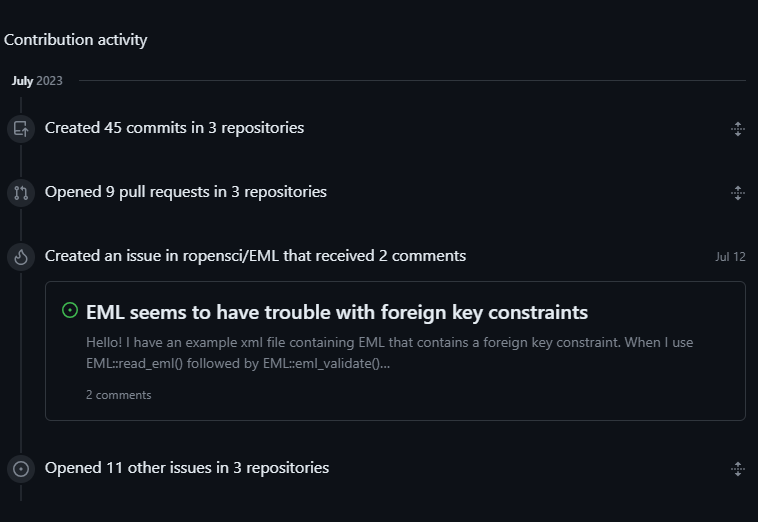 Contribution activity
July 2023
Created 45 commits in 3 repositories
Opened 9 pull requests in 3 repositories
Created an issue in ropensci/EML that received 2 comments
Jul 12
EML seems to have trouble with foreign key constraints
Hello! I have an example xml file containing EML that contains a foreign key constraint. When I use
EML::read_eml() followed by EML::eml_validate()...
2 comments
Opened 11 other issues in 3 repositories